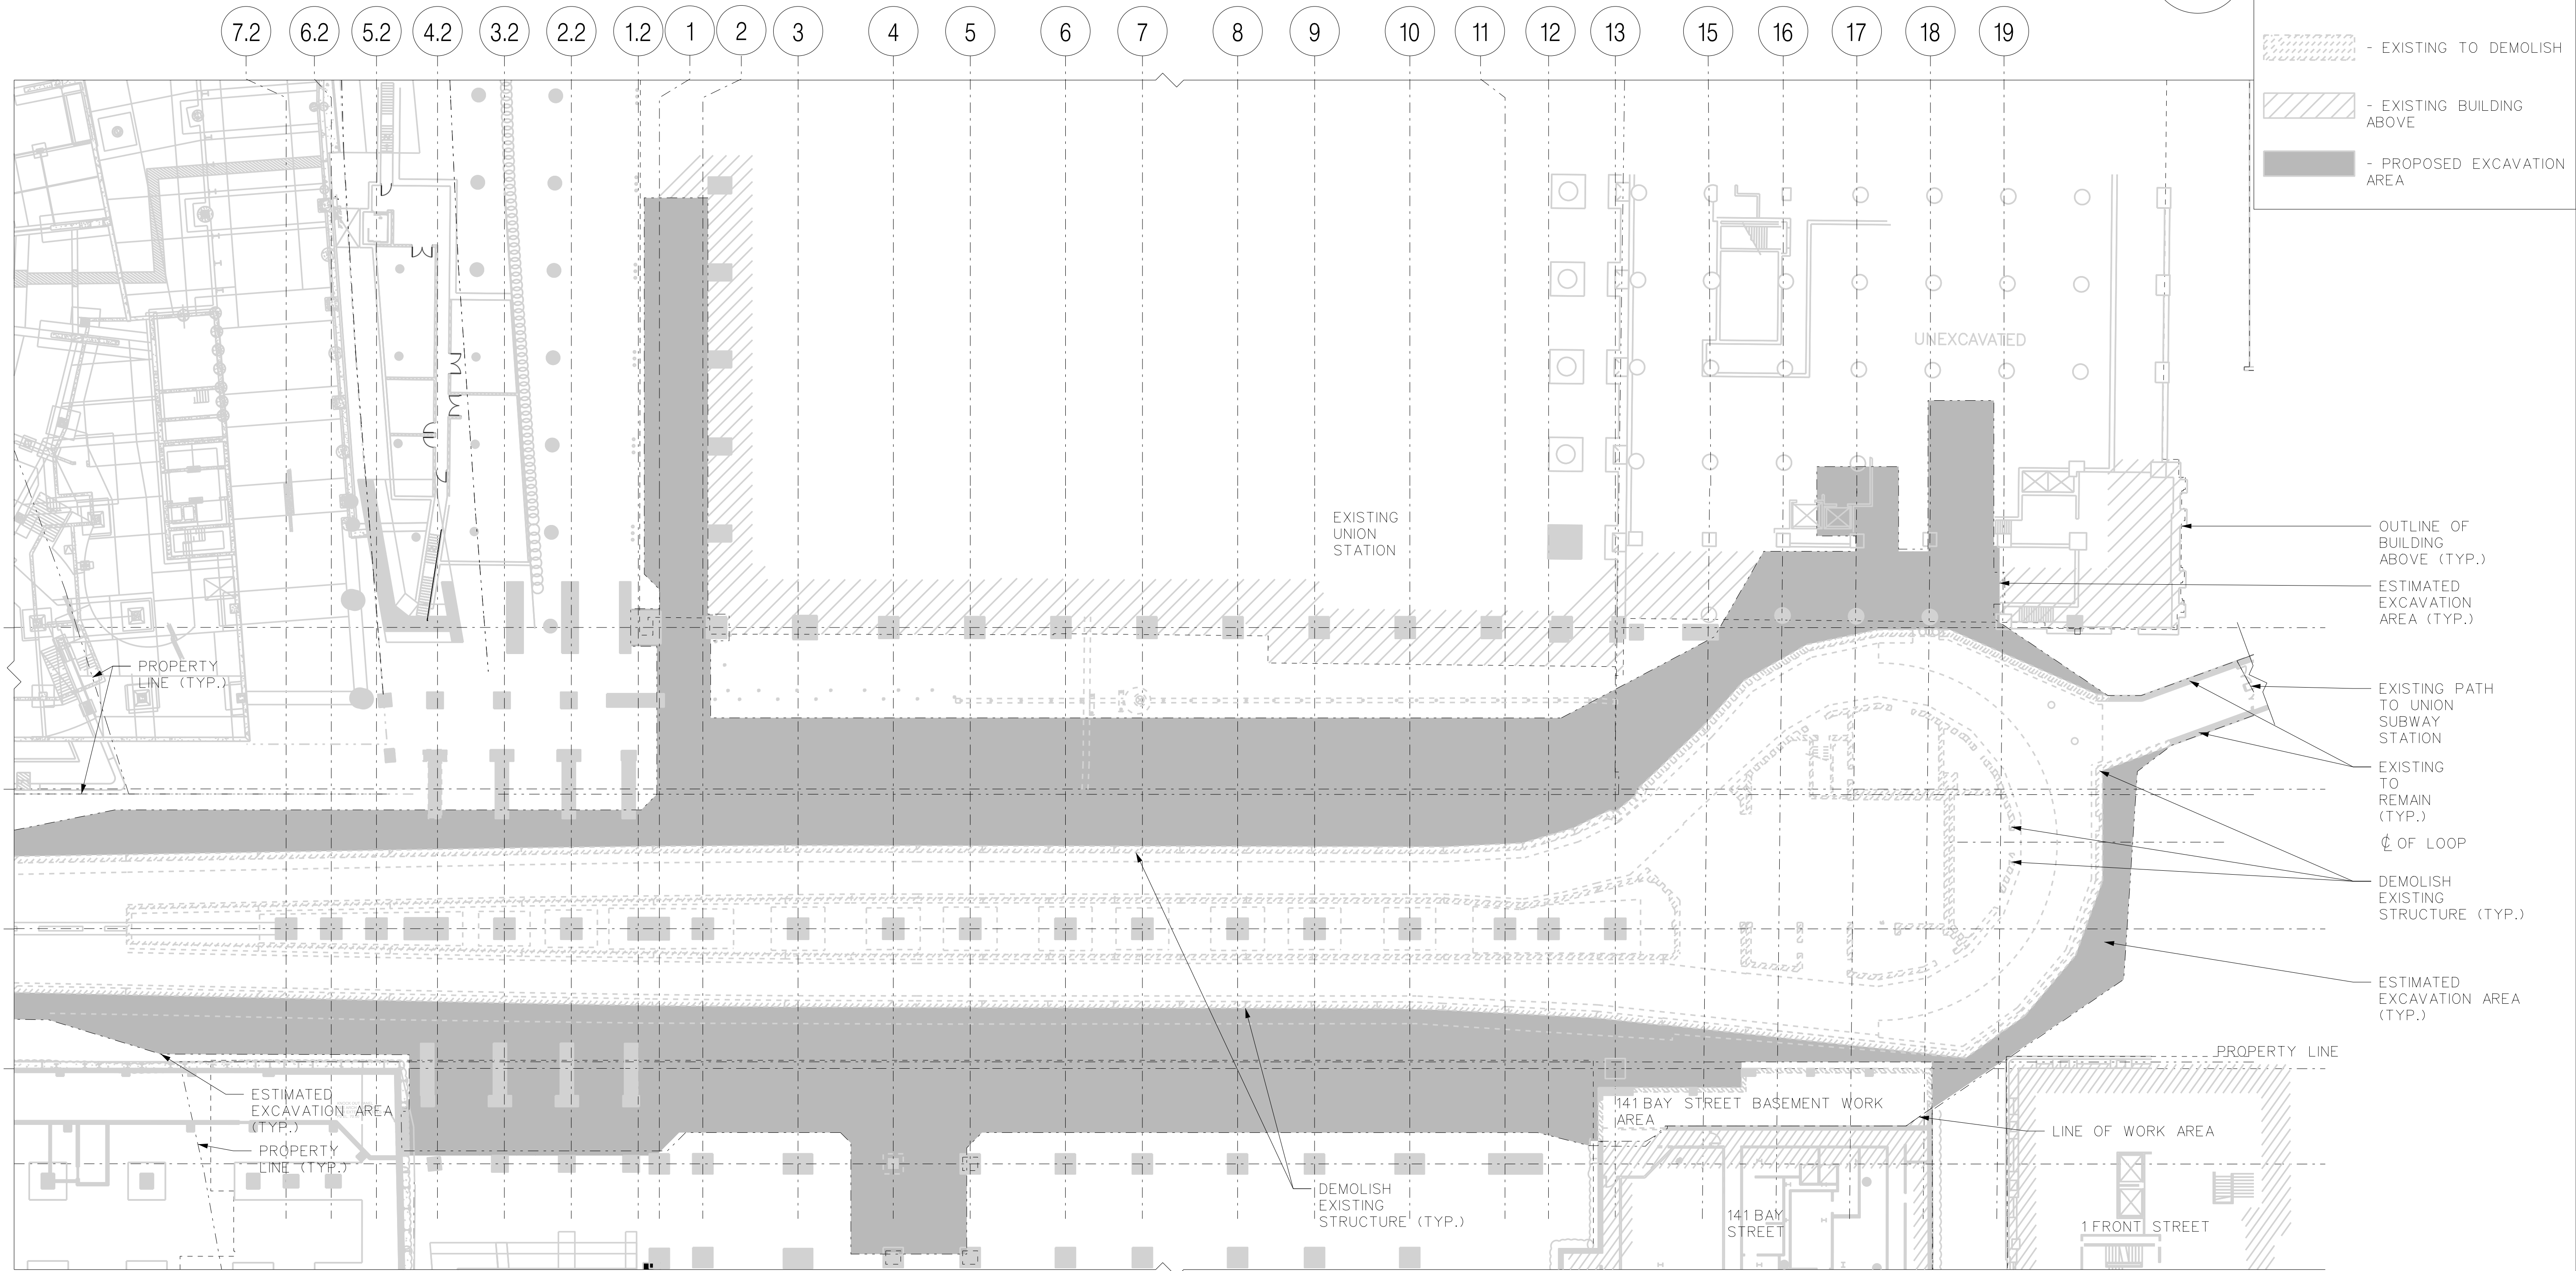 7.2 6.2 5.2 4.2 3.2 2.2 1.2 1 2 3 4 5 6 7 8 9 10 11 12 13 15 16 17 18 19
- EXISTING TO DEMOLISH
- EXISTING BUILDING
ABOVE
- PROPOSED EXCAVATION
AREA
UNEXCAVATED
EXISTING
UNION
STATION
OUTLINE OF
BUILDING
ABOVE (TYP.)
ESTIMATED
EXCAVATION
AREA (TYP.)
PROPERTY
LINE (TYP.)
EXISTING PATH
TO UNION
SUBWAY
STATION
EXISTING
TO
REMAIN
(TYP.)
℄ OF LOOP
DEMOLISH
EXISTING
STRUCTURE (TYP.)
ESTIMATED
EXCAVATION AREA
(TYP.)
PROPERTY LINE
ESTIMATED
EXCAVATION AREA
(TYP.)
PROPERTY
LINE (TYP.)
141 BAY STREET BASEMENT WORK
AREA
LINE OF WORK AREA
DEMOLISH
EXISTING
STRUCTURE (TYP.)
141 BAY
STREET
1 FRONT STREET